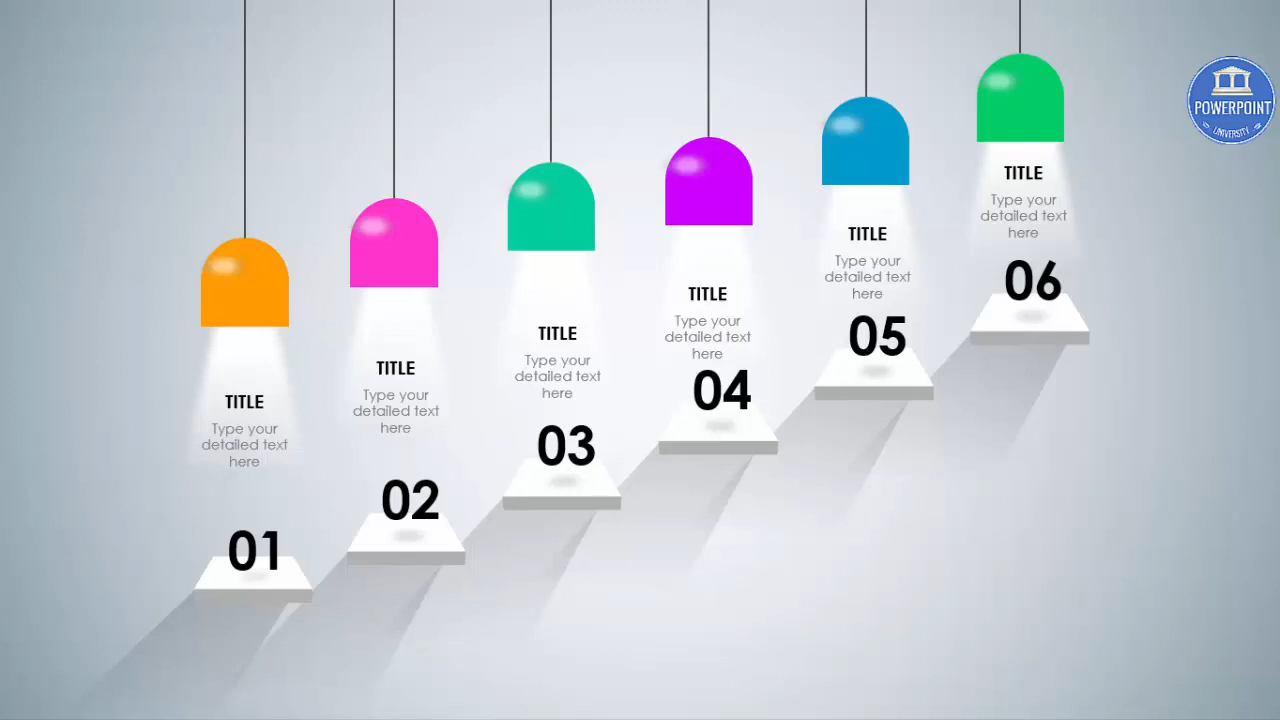 TITLE
Type your
detailed text
here
01
TITLE
Type your
detailed text
here
02
TITLE
Type your
detailed text
here
03
TITLE
Type your
detailed text
here
04
TITLE
Type your
detailed text
here
05
TITLE
Type your
detailed text
here
06
POWERPOINT
UNIVERSITY